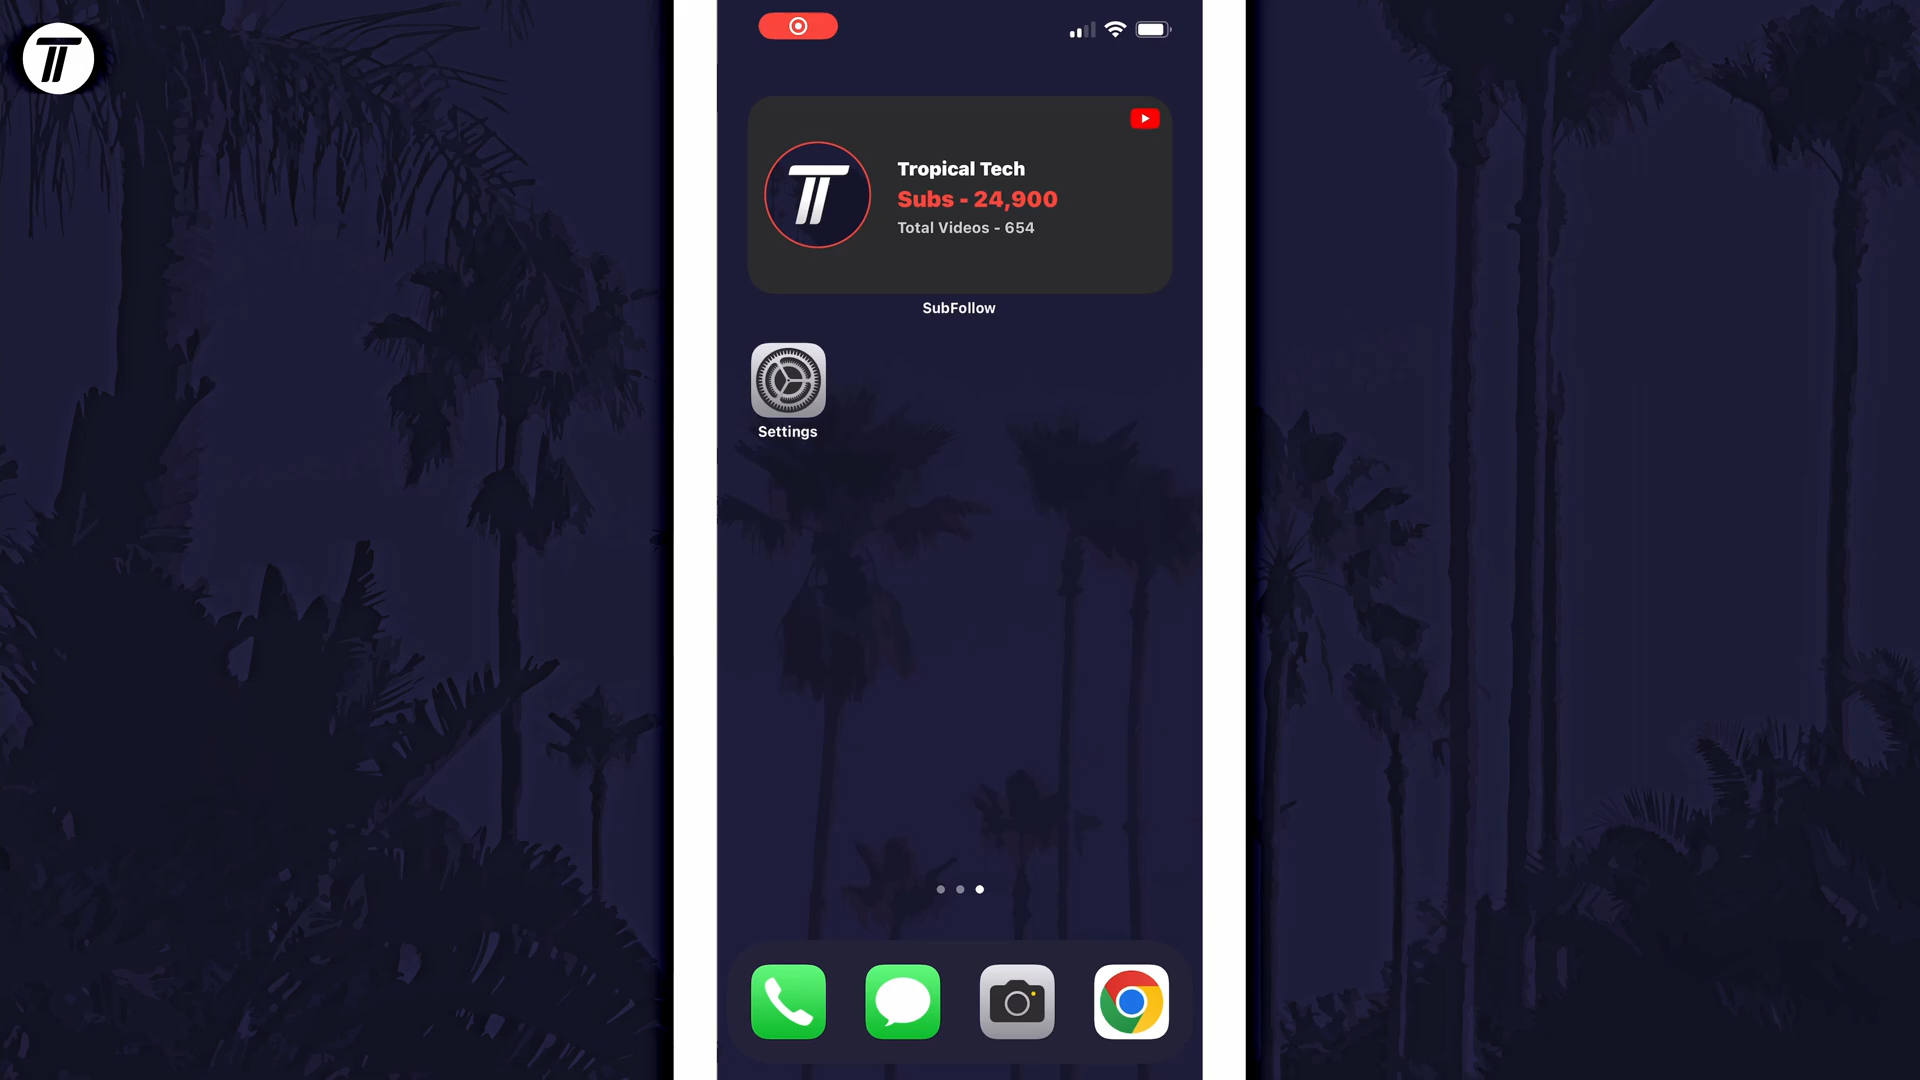 Tropical Tech
Subs - 24,900
Total Videos - 654
SubFollow
Settings